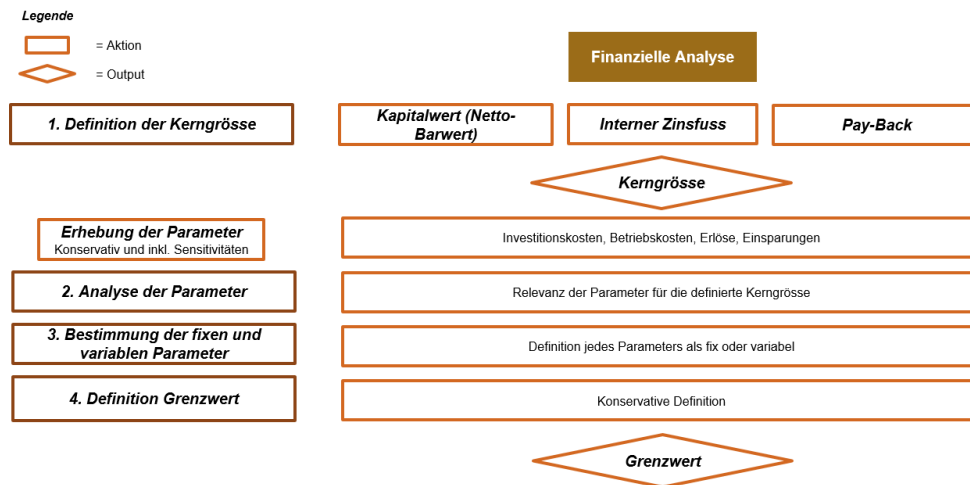 Legende
= Aktion
= Output
Finanzielle Analyse
1. Definition der Kerngrösse
Kapitalwert (Netto-
Barwert)
Interner Zinsfuss
Pay-Back
Kerngrösse
Erhebung der Parameter
Konservativ und inkl. Sensitivitäten
Investitionskosten, Betriebskosten, Erlöse, Einsparungen
2. Analyse der Parameter
Relevanz der Parameter für die definierte Kerngrösse
3. Bestimmung der fixen und
variablen Parameter
Definition jedes Parameters als fix oder variabel
4. Definition Grenzwert
Konservative Definition
Grenzwert